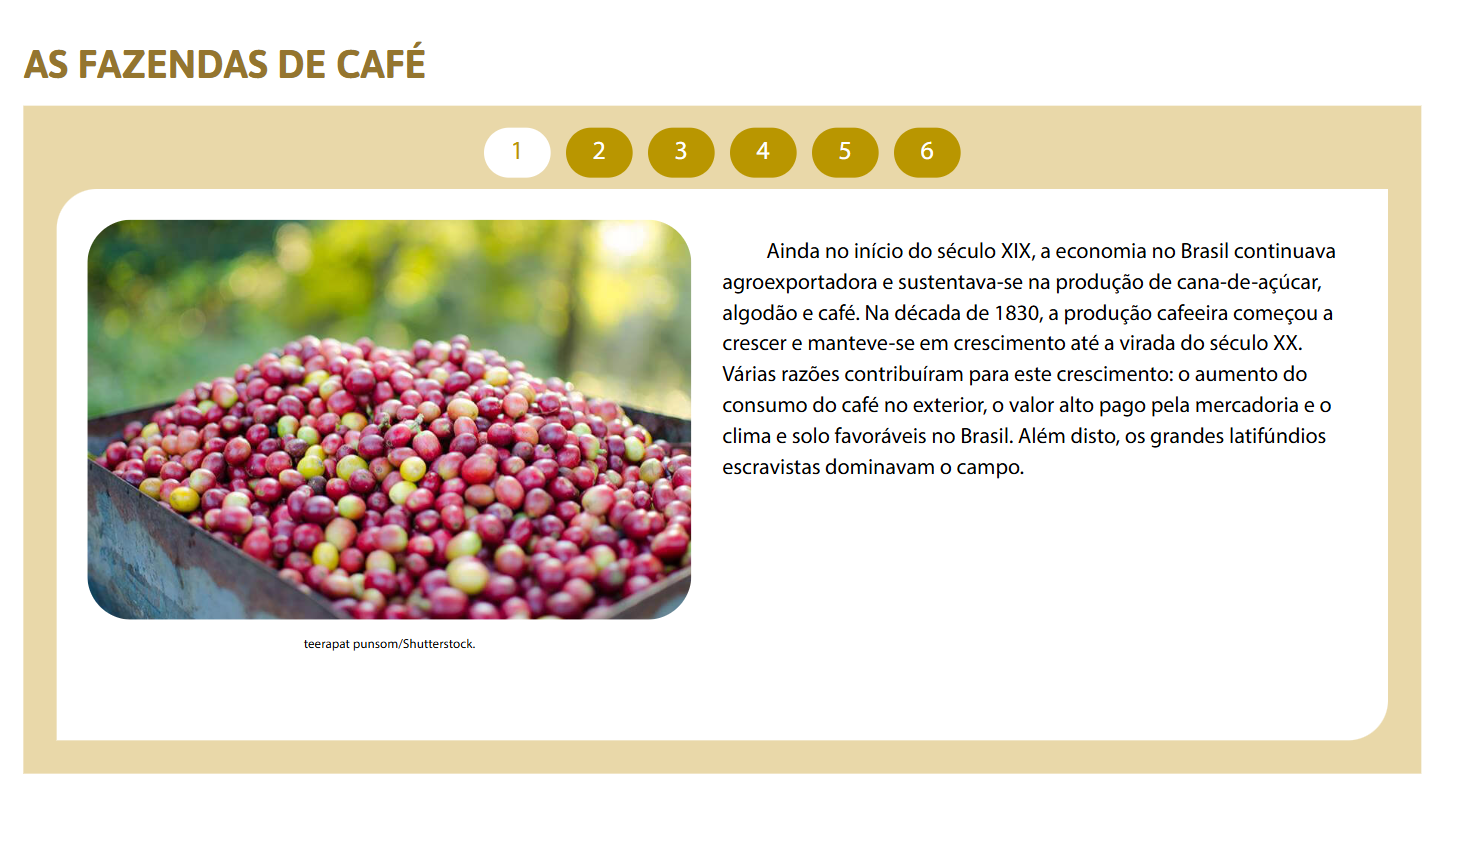 AS FAZENDAS DE CAFÉ
1 2 3 4 5 6
Ainda no início do século XIX, a economia no Brasil continuava
agroexportadora e sustentava-se na produção de cana-de-açúcar,
algodão e café. Na década de 1830, a produção cafeeira começou a
crescer e manteve-se em crescimento até a virada do século XX.
Várias razões contribuíram para este crescimento: o aumento do
consumo do café no exterior, o valor alto pago pela mercadoria e o
clima e solo favoráveis no Brasil. Além disto, os grandes latifúndios
escravistas dominavam o campo.
teerapat punsom/Shutterstock.